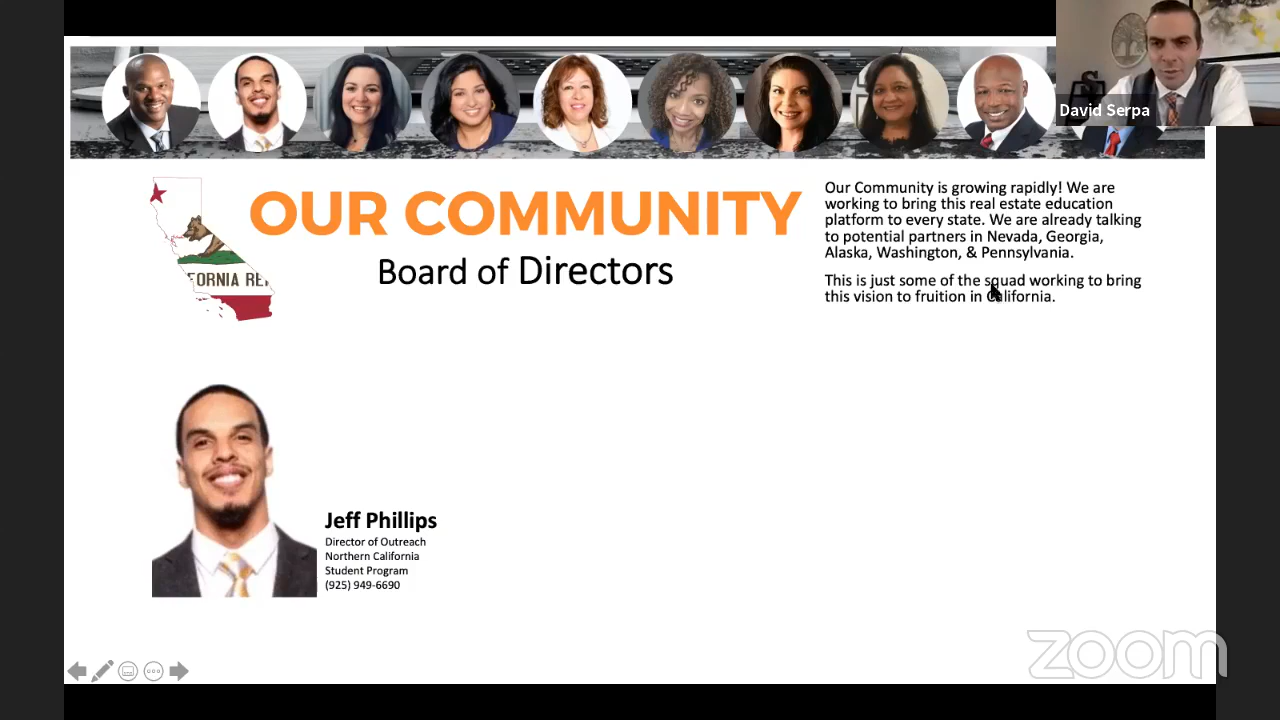 David Serpa
OUR COMMUNITY
Board of Directors
Our Community is growing rapidly! We are
working to bring this real estate education
platform to every state. We are already talking
to potential partners in Nevada, Georgia,
Alaska, Washington, & Pennsylvania.
This is just some of the squad working to bring
this vision to fruition in California.
FORNIA RE
Jeff Phillips
Director of Outreach
Northern California
Student Program
(925) 949-6690
zoom